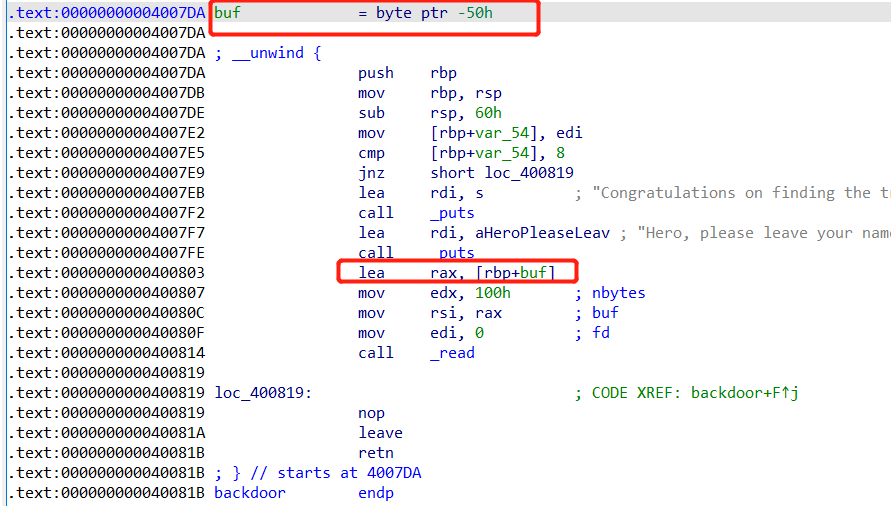 .text:00000000004007DA buf = byte ptr -50h
.text:00000000004007DA
.text:00000000004007DA ; __unwind {
.text:00000000004007DA push rbp
.text:00000000004007DB mov rbp, rsp
.text:00000000004007DE sub rsp, 60h
.text:00000000004007E2 mov [rbp+var_54], edi
.text:00000000004007E5 cmp [rbp+var_54], 8
.text:00000000004007E9 jnz short loc_400819
.text:00000000004007EB lea rdi, s ; "Congratulations on finding the
.text:00000000004007F2 call _puts
.text:00000000004007F7 lea rdi, aHeroPleaseLeav ; "Hero, please leave your name
.text:00000000004007FE call _puts
.text:0000000000400803 lea rax, [rbp+buf]
.text:0000000000400807 mov edx, 100h ; nbytes
.text:000000000040080C mov rsi, rax ; buf
.text:000000000040080F mov edi, 0 ; fd
.text:0000000000400814 call _read
.text:0000000000400819
.text:0000000000400819 loc_400819: ; CODE XREF: backdoor+F↑j
.text:0000000000400819 nop
.text:000000000040081A leave
.text:000000000040081B retn
.text:000000000040081B ; } // starts at 4007DA
.text:000000000040081B backdoor endp